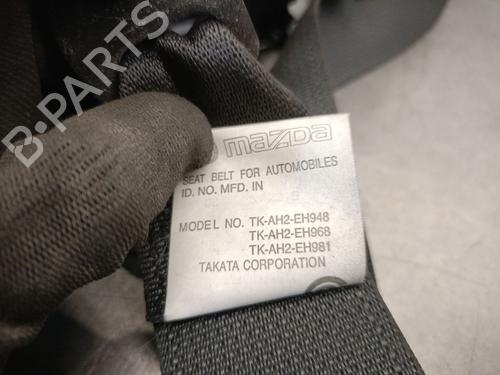 B-PARTS
mazda
SEAT BELT FOR AUTOMOBILES
ID. NO. MFD. IN
MODEL NO. TK-AH2-EH948
TK-AH2-EH968
TK-AH2-EH981
TAKATA CORPORATION